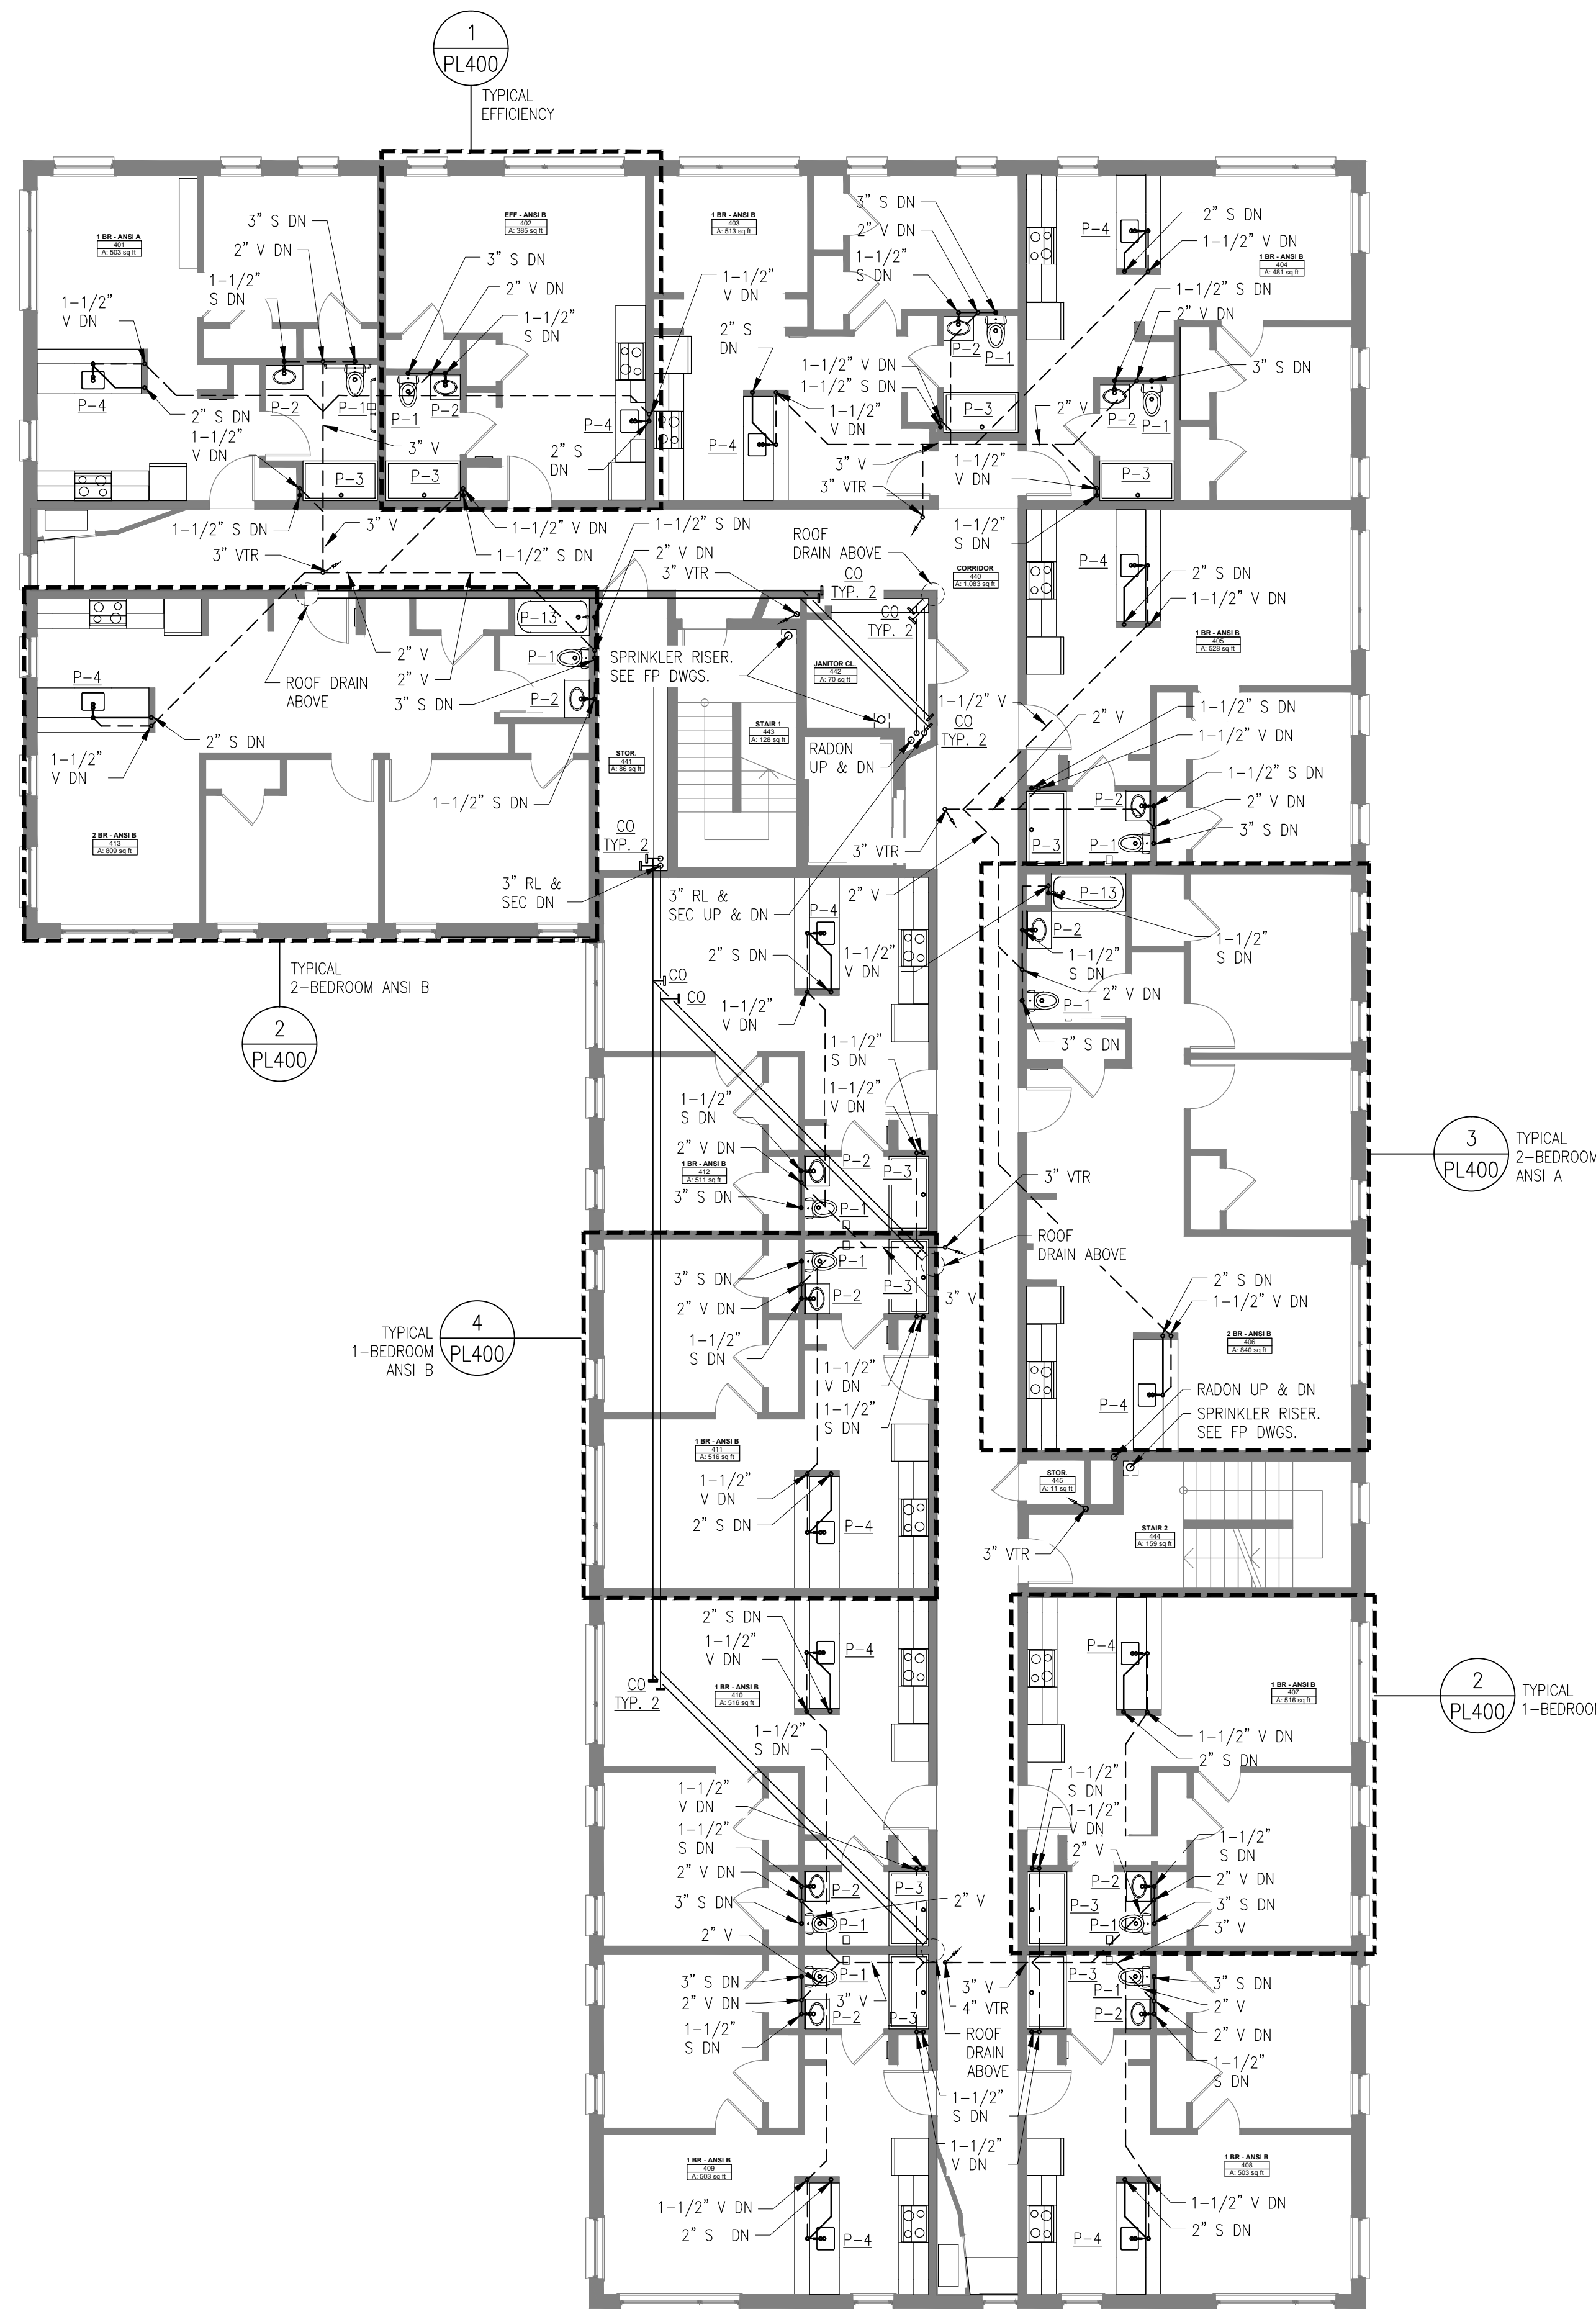 1
PL400
TYPICAL
EFFICIENCY
1 BR - ANSI A
401
A: 503 sq ft
3" S DN
2" V DN
1-1/2"
S DN
1-1/2"
V DN
P-4
2" S DN
1-1/2"
V DN
P-2
P-1
3" V
P-3
1-1/2" S DN
3" V
3" VTR
EFF - ANSI B
402
A: 385 sq ft
3" S DN
2" V DN
1-1/2"
S DN
P-1
P-2
P-4
2" S
DN
P-3
1-1/2" V DN
1-1/2" S DN
1 BR - ANSI B
403
A: 513 sq ft
1-1/2"
V DN
2" S
DN
3" S DN
2" V DN
1-1/2"
S DN
P-2
P-1
1-1/2" V DN
1-1/2" S DN
1-1/2"
V DN
P-3
P-4
3" V
3" VTR
1 BR - ANSI B
404
A: 481 sq ft
P-4
2" S DN
1-1/2" V DN
1-1/2" S DN
2" V DN
3" S DN
2" V
P-2
P-1
P-3
1-1/2"
V DN
1-1/2"
S DN
1-1/2" S DN
2" V DN
3" VTR
ROOF
DRAIN ABOVE
CO
TYP. 2
CORRIDOR
440
A: 1,083 sq ft
CO
TYP. 2
P-4
2" S DN
1-1/2" V DN
1 BR - ANSI B
405
A: 528 sq ft
P-13
P-1
P-2
P-4
2" V
2" V
3" S DN
ROOF DRAIN
ABOVE
2" S DN
1-1/2"
V DN
1-1/2" S DN
2 BR - ANSI B
413
A: 809 sq ft
SPRINKLER RISER.
SEE FP DWGS.
JANITOR CL.
442
A: 70 sq ft
STAIR 1
443
A: 128 sq ft
STOR.
441
A: 86 sq ft
RADON
UP & DN
CO
TYP. 2
1-1/2" V
2" V
1-1/2" S DN
1-1/2" V DN
1-1/2" S DN
2" V DN
3" S DN
P-2
P-1
P-3
3" VTR
CO
TYP. 2
3" RL &
SEC DN
3" RL &
SEC UP & DN
2" V
TYPICAL
2-BEDROOM ANSI B
2
PL400
P-4
2" S DN
1-1/2"
V DN
1-1/2"
V DN
CO
CO
P-13
P-2
1-1/2"
S DN
1-1/2"
S DN
2" V DN
P-1
3" S DN
1-1/2"
S DN
1-1/2"
V DN
1-1/2"
S DN
2" V DN
1 BR - ANSI B
412
A: 511 sq ft
3" S DN
P-2
P-3
P-1
3" VTR
ROOF
DRAIN ABOVE
3
PL400
TYPICAL
2-BEDROOM
ANSI A
3" S DN
2" V DN
1-1/2"
S DN
P-1
P-2
P-3
3" V
1-1/2"
V DN
1-1/2"
S DN
4
PL400
TYPICAL
1-BEDROOM
ANSI B
2" S DN
1-1/2" V DN
2 BR - ANSI B
406
A: 840 sq ft
P-4
RADON UP & DN
SPRINKLER RISER.
SEE FP DWGS.
1 BR - ANSI B
411
A: 516 sq ft
1-1/2"
V DN
2" S DN
P-4
STOR.
445
A: 11 sq ft
STAIR 2
444
A: 159 sq ft
3" VTR
2" S DN
1-1/2"
V DN
P-4
CO
TYP. 2
1 BR - ANSI B
410
A: 516 sq ft
1-1/2"
S DN
1-1/2"
V DN
1-1/2"
S DN
2" V DN
3" S DN
P-2
P-3
P-1
2" V
2" V
P-4
1 BR - ANSI B
407
A: 516 sq ft
2
PL400
TYPICAL
1-BEDROOM
1-1/2" V DN
2" S DN
1-1/2"
S DN
1-1/2"
V DN
2" V
1-1/2"
S DN
2" V DN
3" S DN
3" V
P-2
P-3
P-1
3" S DN
2" V DN
1-1/2"
S DN
P-1
P-2
3" V
P-3
3" V
4" VTR
ROOF
DRAIN
ABOVE
P-3
P-1
P-2
3" S DN
2" V
2" V DN
1-1/2"
S DN
1-1/2"
S DN
1-1/2"
V DN
1 BR - ANSI B
409
A: 503 sq ft
1-1/2" V DN
2" S DN
P-4
1 BR - ANSI B
408
A: 503 sq ft
1-1/2" V DN
2" S DN
P-4